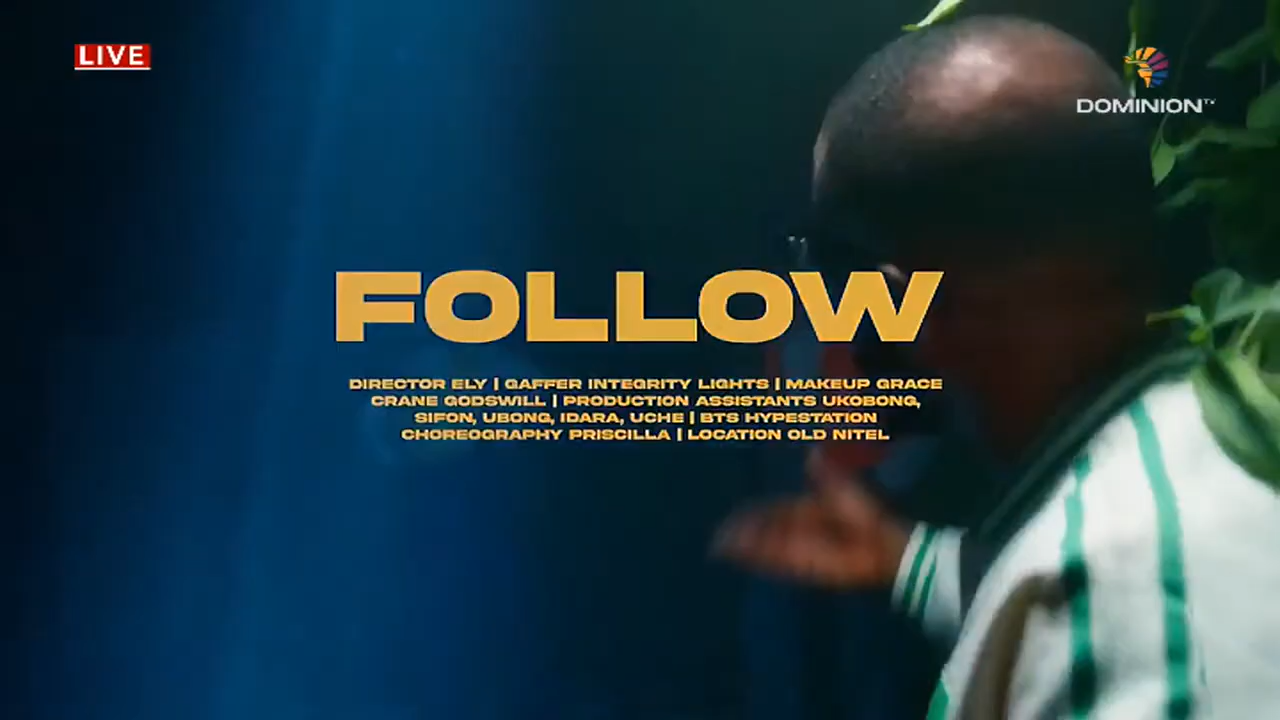 LIVE
DOMINION TV
FOLLOW
DIRECTOR ELY | GAFFER INTEGRITY LIGHTS | MAKEUP GRACE
CRANE GODSWILL | PRODUCTION ASSISTANTS UKOBONG,
SIFON, UBONG, IDARA, UCHE | BTS HYPESTATION
CHOREOGRAPHY PRISCILLA | LOCATION OLD NITEL